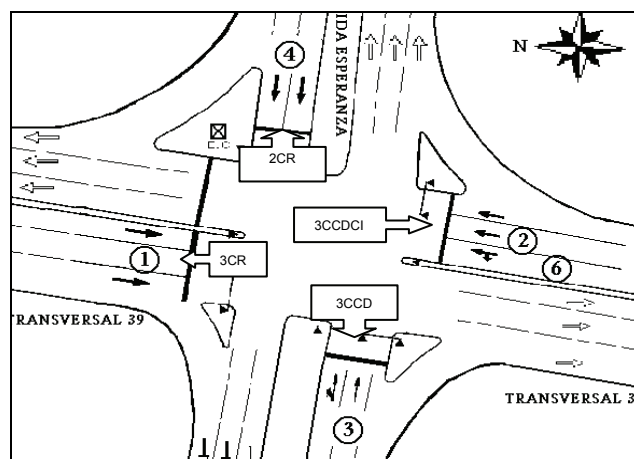 N
4
IDA ESPERANZA
2CR
3CCDCI
2
6
1
3CR
3CCD
TRANSVERSAL 39
TRANSVERSAL 3
3